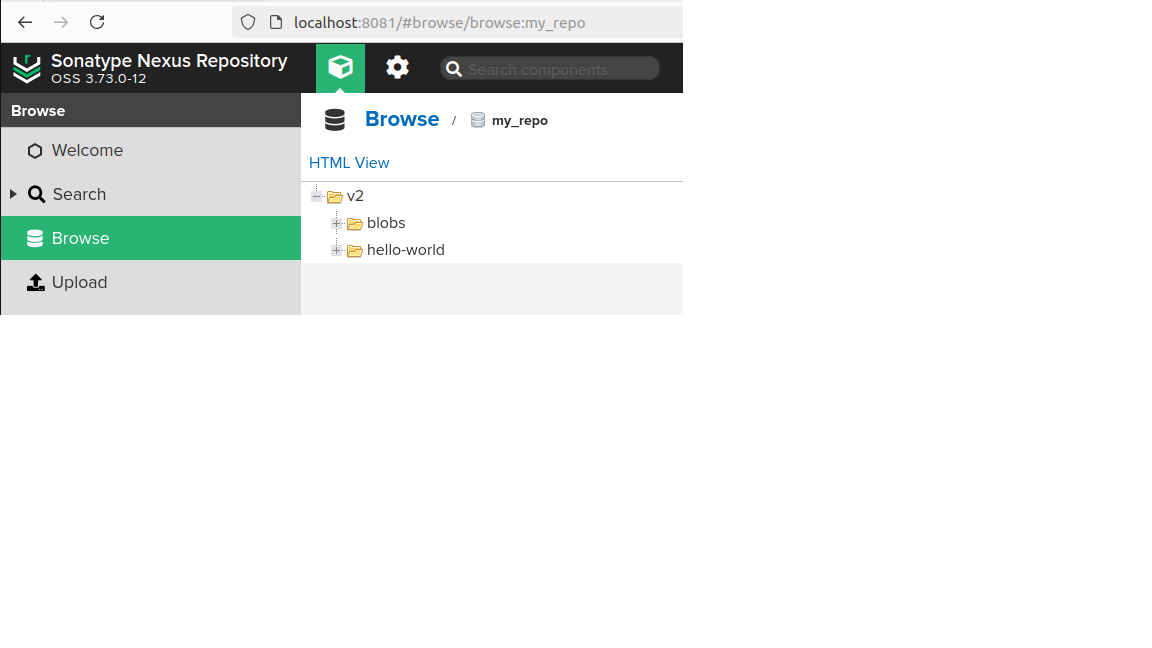 localhost:8081/#browse/browse:my_repo
Sonatype Nexus Repository
OSS 3.73.0-12
Search components
Browse
Welcome
Search
Browse
Upload
Browse / my_repo
HTML View
v2
blobs
hello-world